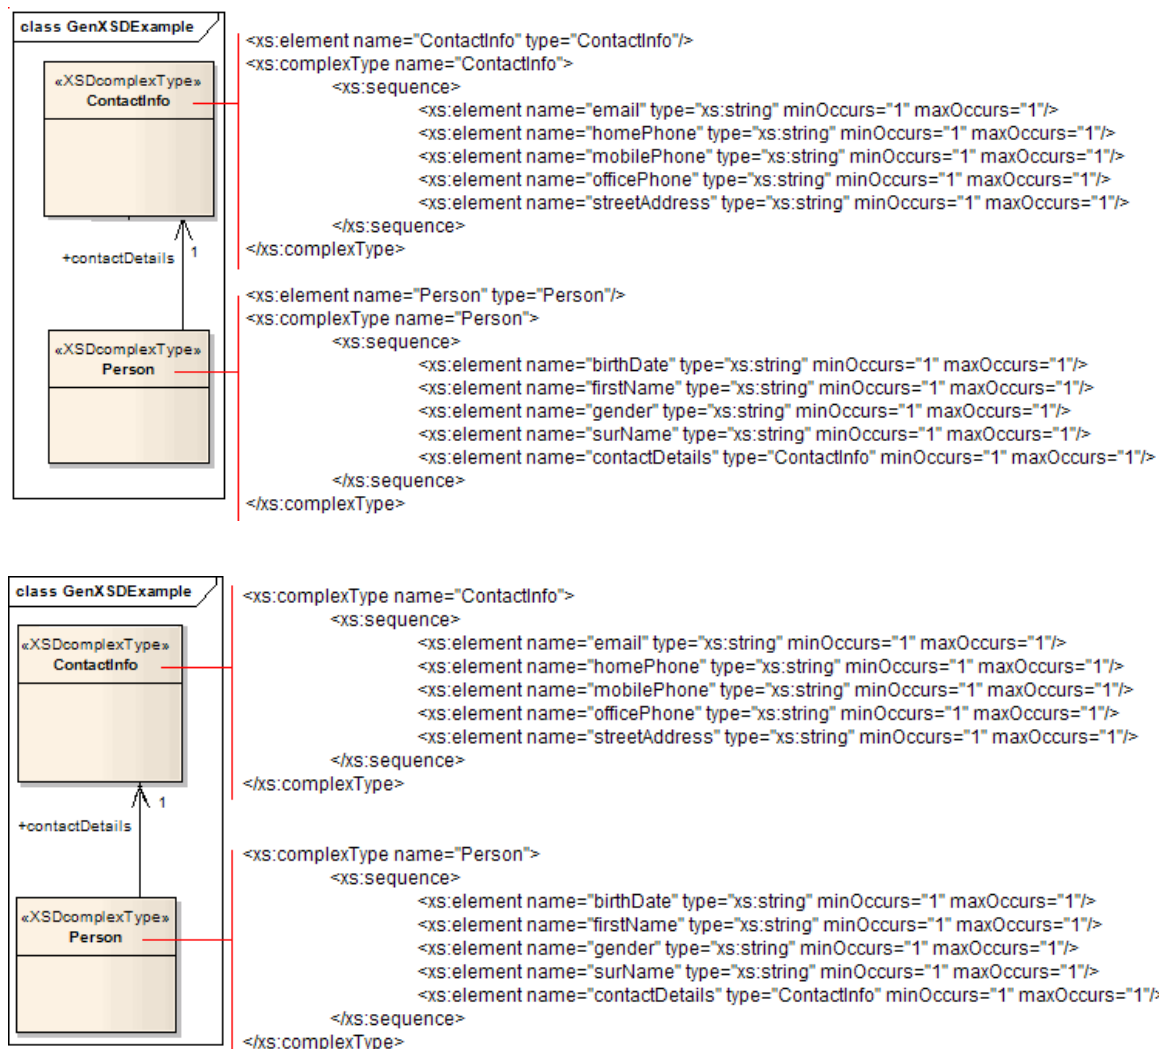 class GenXSDExample
«XSDcomplexType»
ContactInfo
+contactDetails
1
«XSDcomplexType»
Person
<xs:element name="ContactInfo" type="ContactInfo"/>
<xs:complexType name="ContactInfo">
<xs:sequence>
<xs:element name="email" type="xs:string" minOccurs="1" maxOccurs="1"/>
<xs:element name="homePhone" type="xs:string" minOccurs="1" maxOccurs="1"/>
<xs:element name="mobilePhone" type="xs:string" minOccurs="1" maxOccurs="1"/>
<xs:element name="officePhone" type="xs:string" minOccurs="1" maxOccurs="1"/>
<xs:element name="streetAddress" type="xs:string" minOccurs="1" maxOccurs="1"/>
</xs:sequence>
</xs:complexType>
<xs:element name="Person" type="Person"/>
<xs:complexType name="Person">
<xs:sequence>
<xs:element name="birthDate" type="xs:string" minOccurs="1" maxOccurs="1"/>
<xs:element name="firstName" type="xs:string" minOccurs="1" maxOccurs="1"/>
<xs:element name="gender" type="xs:string" minOccurs="1" maxOccurs="1"/>
<xs:element name="surName" type="xs:string" minOccurs="1" maxOccurs="1"/>
<xs:element name="contactDetails" type="ContactInfo" minOccurs="1" maxOccurs="1"/>
</xs:sequence>
</xs:complexType>
class GenXSDExample
«XSDcomplexType»
ContactInfo
1
+contactDetails
«XSDcomplexType»
Person
<xs:complexType name="ContactInfo">
<xs:sequence>
<xs:element name="email" type="xs:string" minOccurs="1" maxOccurs="1"/>
<xs:element name="homePhone" type="xs:string" minOccurs="1" maxOccurs="1"/>
<xs:element name="mobilePhone" type="xs:string" minOccurs="1" maxOccurs="1"/>
<xs:element name="officePhone" type="xs:string" minOccurs="1" maxOccurs="1"/>
<xs:element name="streetAddress" type="xs:string" minOccurs="1" maxOccurs="1"/>
</xs:sequence>
</xs:complexType>
<xs:complexType name="Person">
<xs:sequence>
<xs:element name="birthDate" type="xs:string" minOccurs="1" maxOccurs="1"/>
<xs:element name="firstName" type="xs:string" minOccurs="1" maxOccurs="1"/>
<xs:element name="gender" type="xs:string" minOccurs="1" maxOccurs="1"/>
<xs:element name="surName" type="xs:string" minOccurs="1" maxOccurs="1"/>
<xs:element name="contactDetails" type="ContactInfo" minOccurs="1" maxOccurs="1"/>
</xs:sequence>
</xs:complexType>